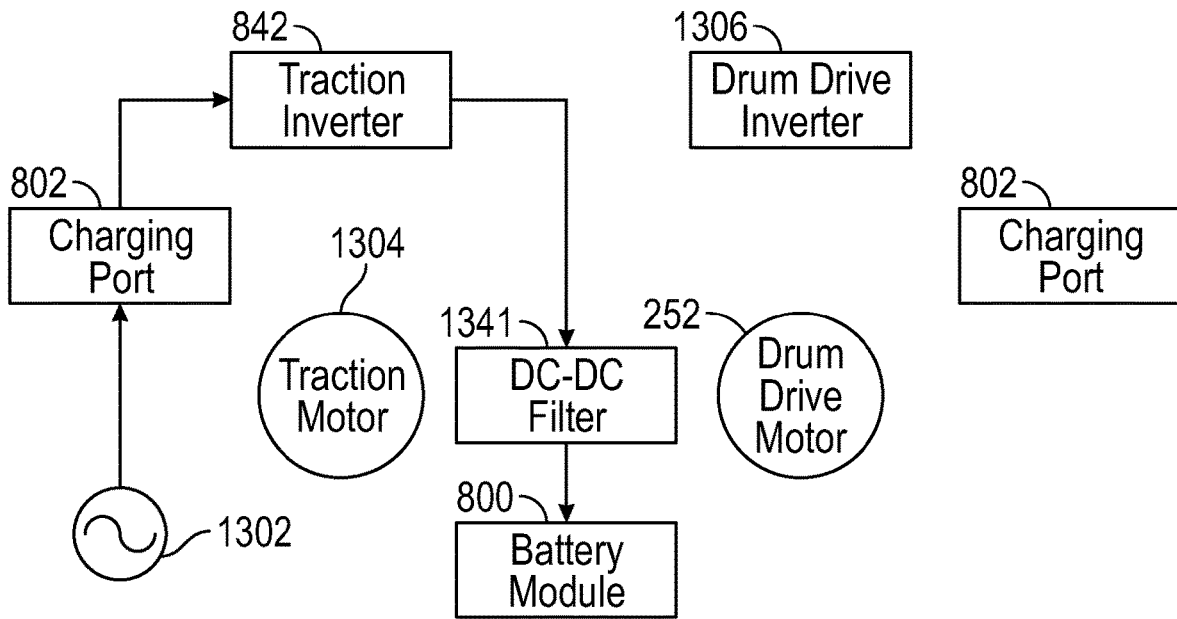 842
Traction
Inverter
1306
Drum Drive
Inverter
802
Charging
Port
802
Charging
Port
1304
Traction
Motor
1341
DC-DC
Filter
252
Drum
Drive
Motor
1302
800
Battery
Module